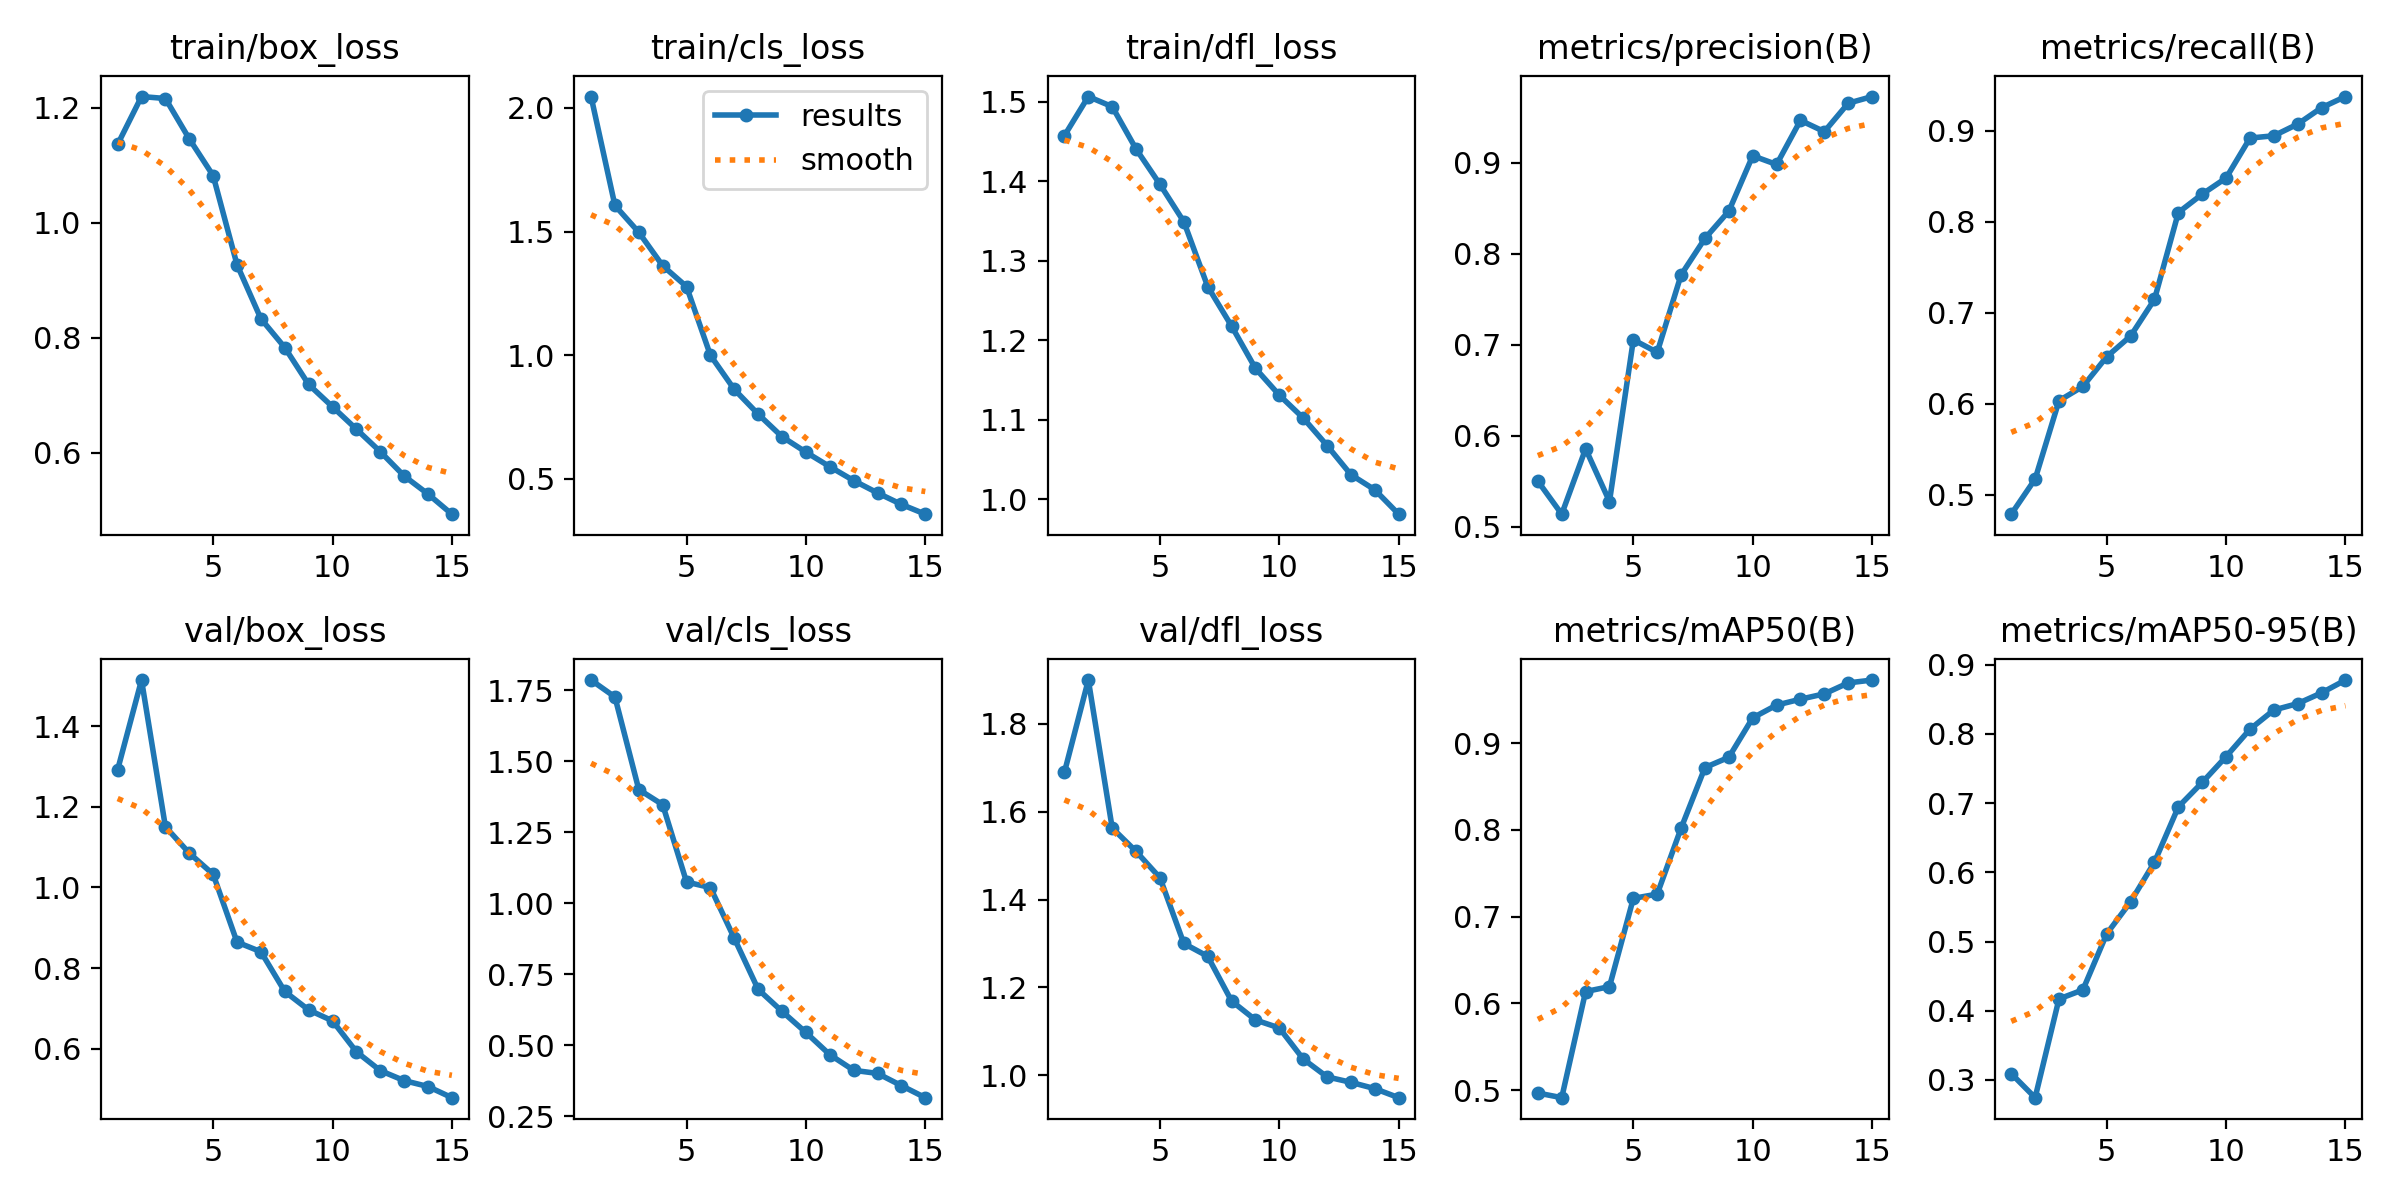 train/box_loss
1.2
1.0
0.8
0.6
5 10 15
train/cls_loss
results
smooth
2.0
1.5
1.0
0.5
5 10 15
train/dfl_loss
1.5
1.4
1.3
1.2
1.1
1.0
5 10 15
metrics/precision(B)
0.9
0.8
0.7
0.6
0.5
5 10 15
metrics/recall(B)
0.9
0.8
0.7
0.6
0.5
5 10 15
val/box_loss
1.4
1.2
1.0
0.8
0.6
5 10 15
val/cls_loss
1.75
1.50
1.25
1.00
0.75
0.50
0.25
5 10 15
val/dfl_loss
1.8
1.6
1.4
1.2
1.0
5 10 15
metrics/mAP50(B)
0.9
0.8
0.7
0.6
0.5
5 10 15
metrics/mAP50-95(B)
0.9
0.8
0.7
0.6
0.5
0.4
0.3
5 10 15